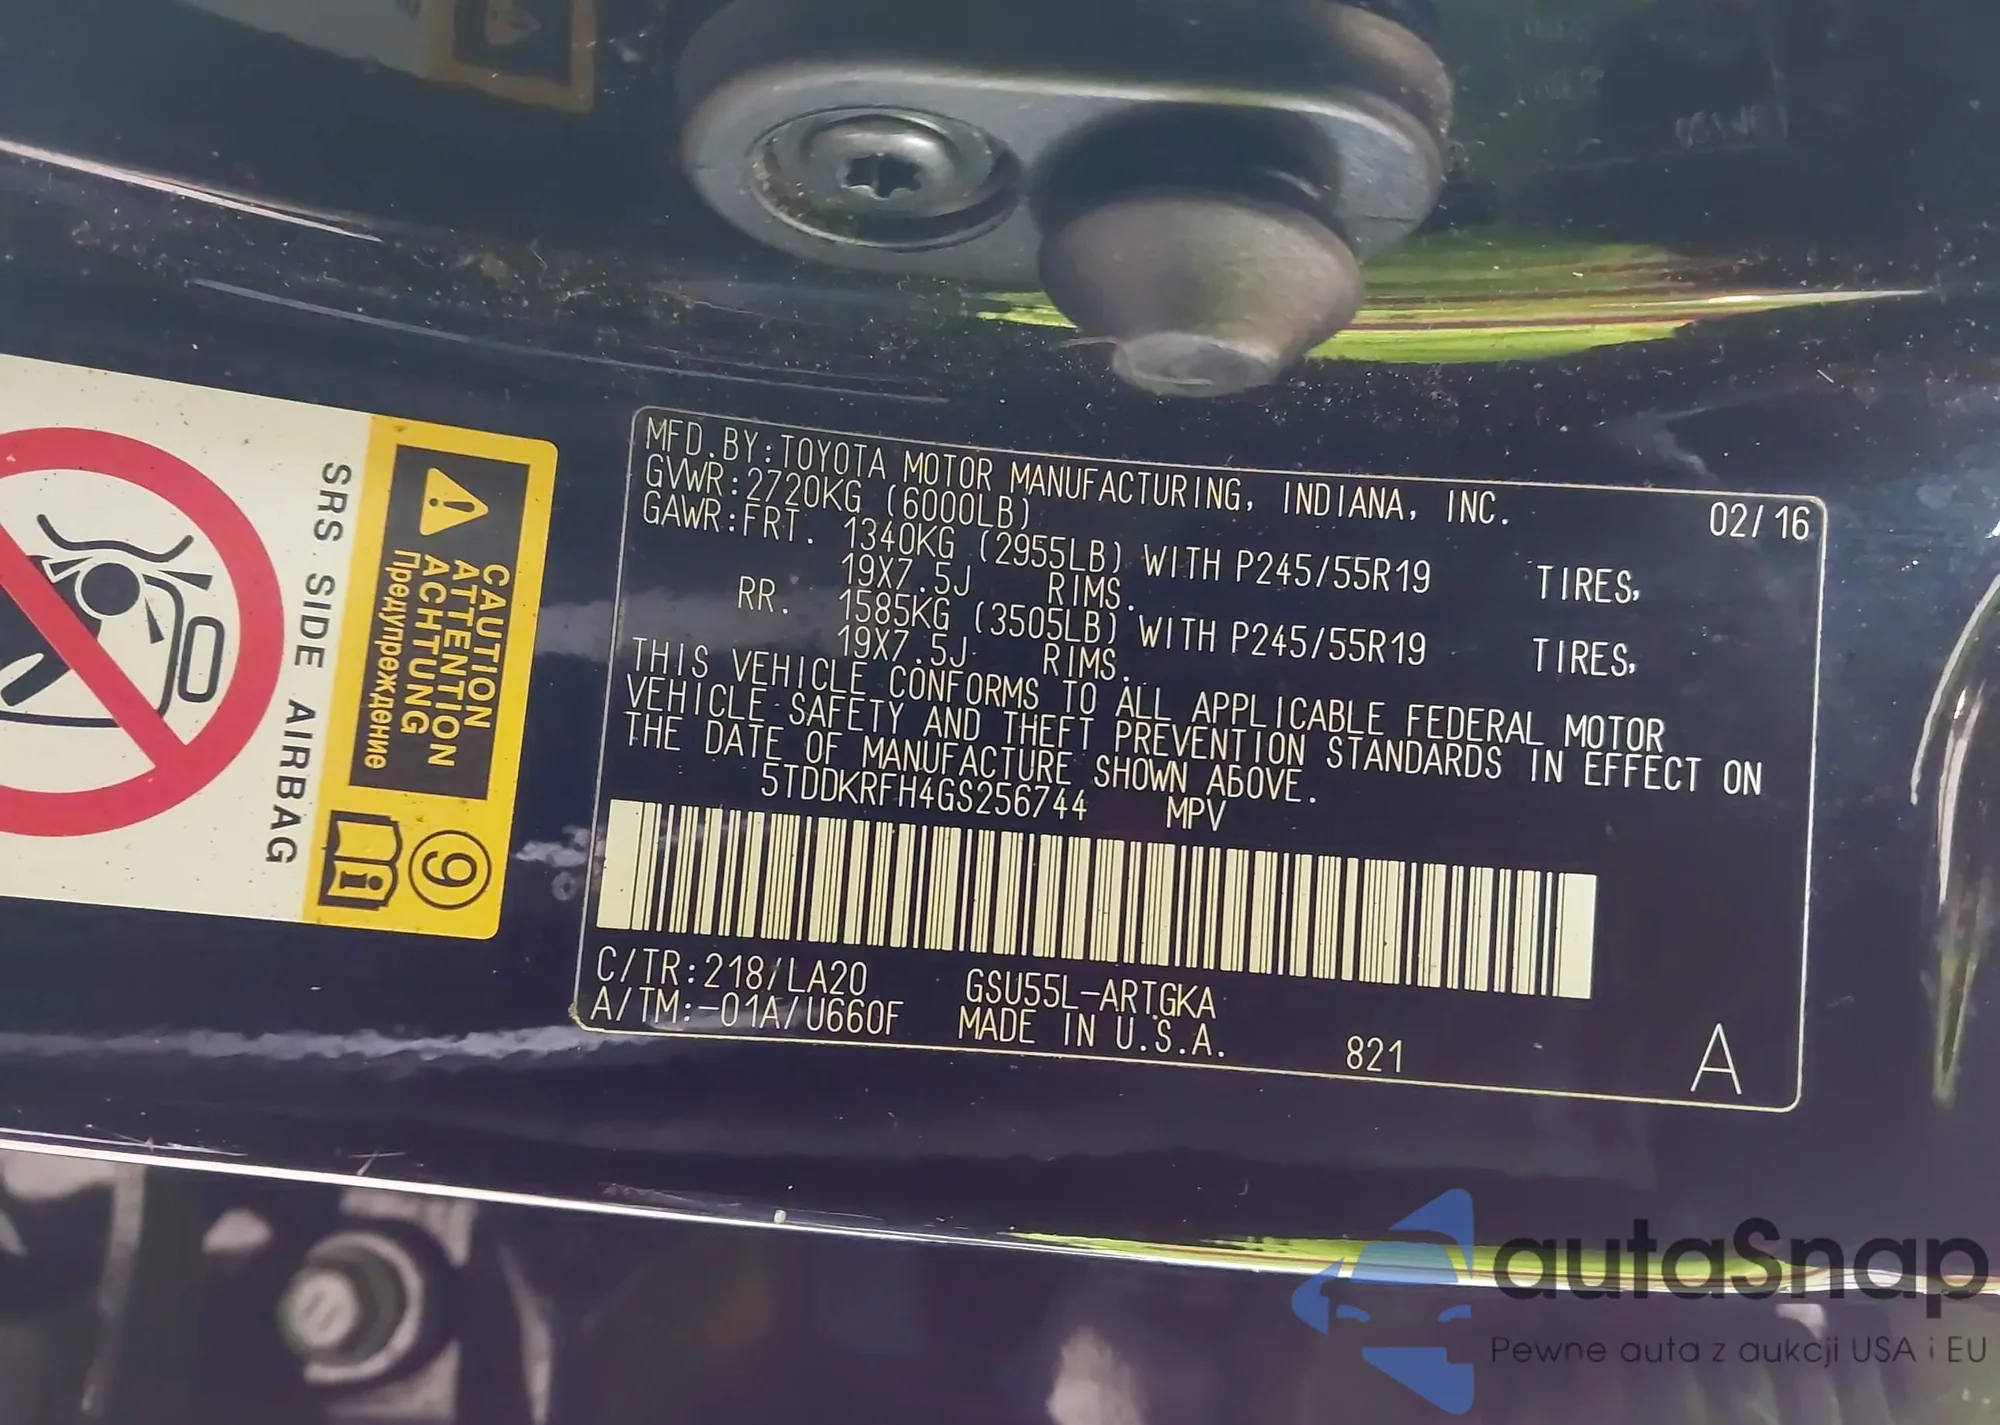 MFD.BY:TOYOTA MOTOR MANUFACTURING, INDIANA, INC. 02/16
GVWR:2720KG (6000LB)
GAWR:FRT. 1340KG (2955LB) WITH P245/55R19 TIRES,
19X7.5J RIMS.
RR. 1585KG (3505LB) WITH P245/55R19 TIRES,
19X7.5J RIMS.
THIS VEHICLE CONFORMS TO ALL APPLICABLE FEDERAL MOTOR
VEHICLE SAFETY AND THEFT PREVENTION STANDARDS IN EFFECT ON
THE DATE OF MANUFACTURE SHOWN ABOVE.
5TDDKRFH4GS256744 MPV
C/TR:218/LA20 GSU55L-ARTGKA
A/TM:-01A/U660F MADE IN U.S.A. 821 A
CAUTION
ATTENTION
ACHTUNG
Предупреждение
9
SRS SIDE AIRBAG
autaSnap
Pewne auta z aukcji USA i EU